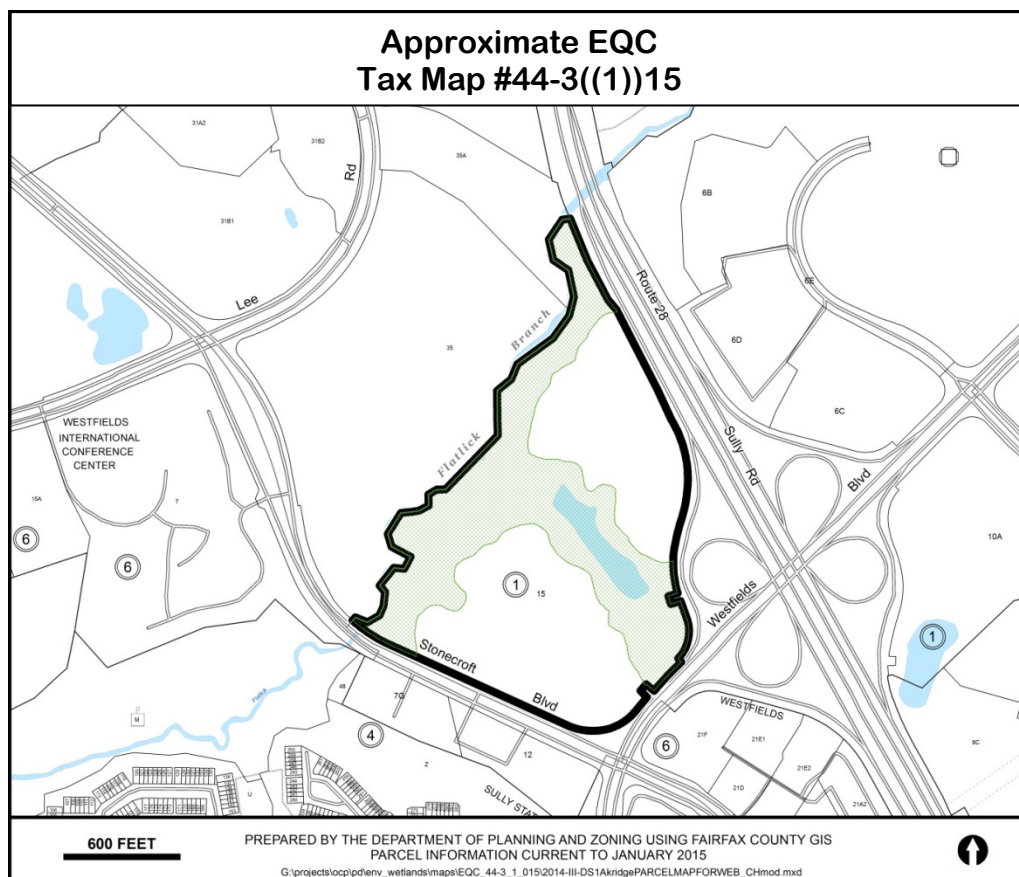 Approximate EQC
Tax Map #44-3((1))15
31A2
31B2
Rd
35A
31B1
6B
Lee
Route 28
6E
Branch
6D
35
Flatlick
6C
Sully Rd
Blvd
WESTFIELDS
INTERNATIONAL
CONFERENCE
CENTER
15A
7
6
6
10A
1
15
Westfields
1
Stonecroft
Blvd
Flatlick
48
7G
WESTFIELDS
M
4
6
21F
21E1
8C
12
21E2
Z
21D
U
SULLY STAT
21A2
600 FEET
PREPARED BY THE DEPARTMENT OF PLANNING AND ZONING USING FAIRFAX COUNTY GIS
PARCEL INFORMATION CURRENT TO JANUARY 2015
G:\projects\ocp\pd\env_wetlands\maps\EQC_44-3_1_015\2014-III-DS1AkridgePARCELMAPFORWEB_CHmod.mxd